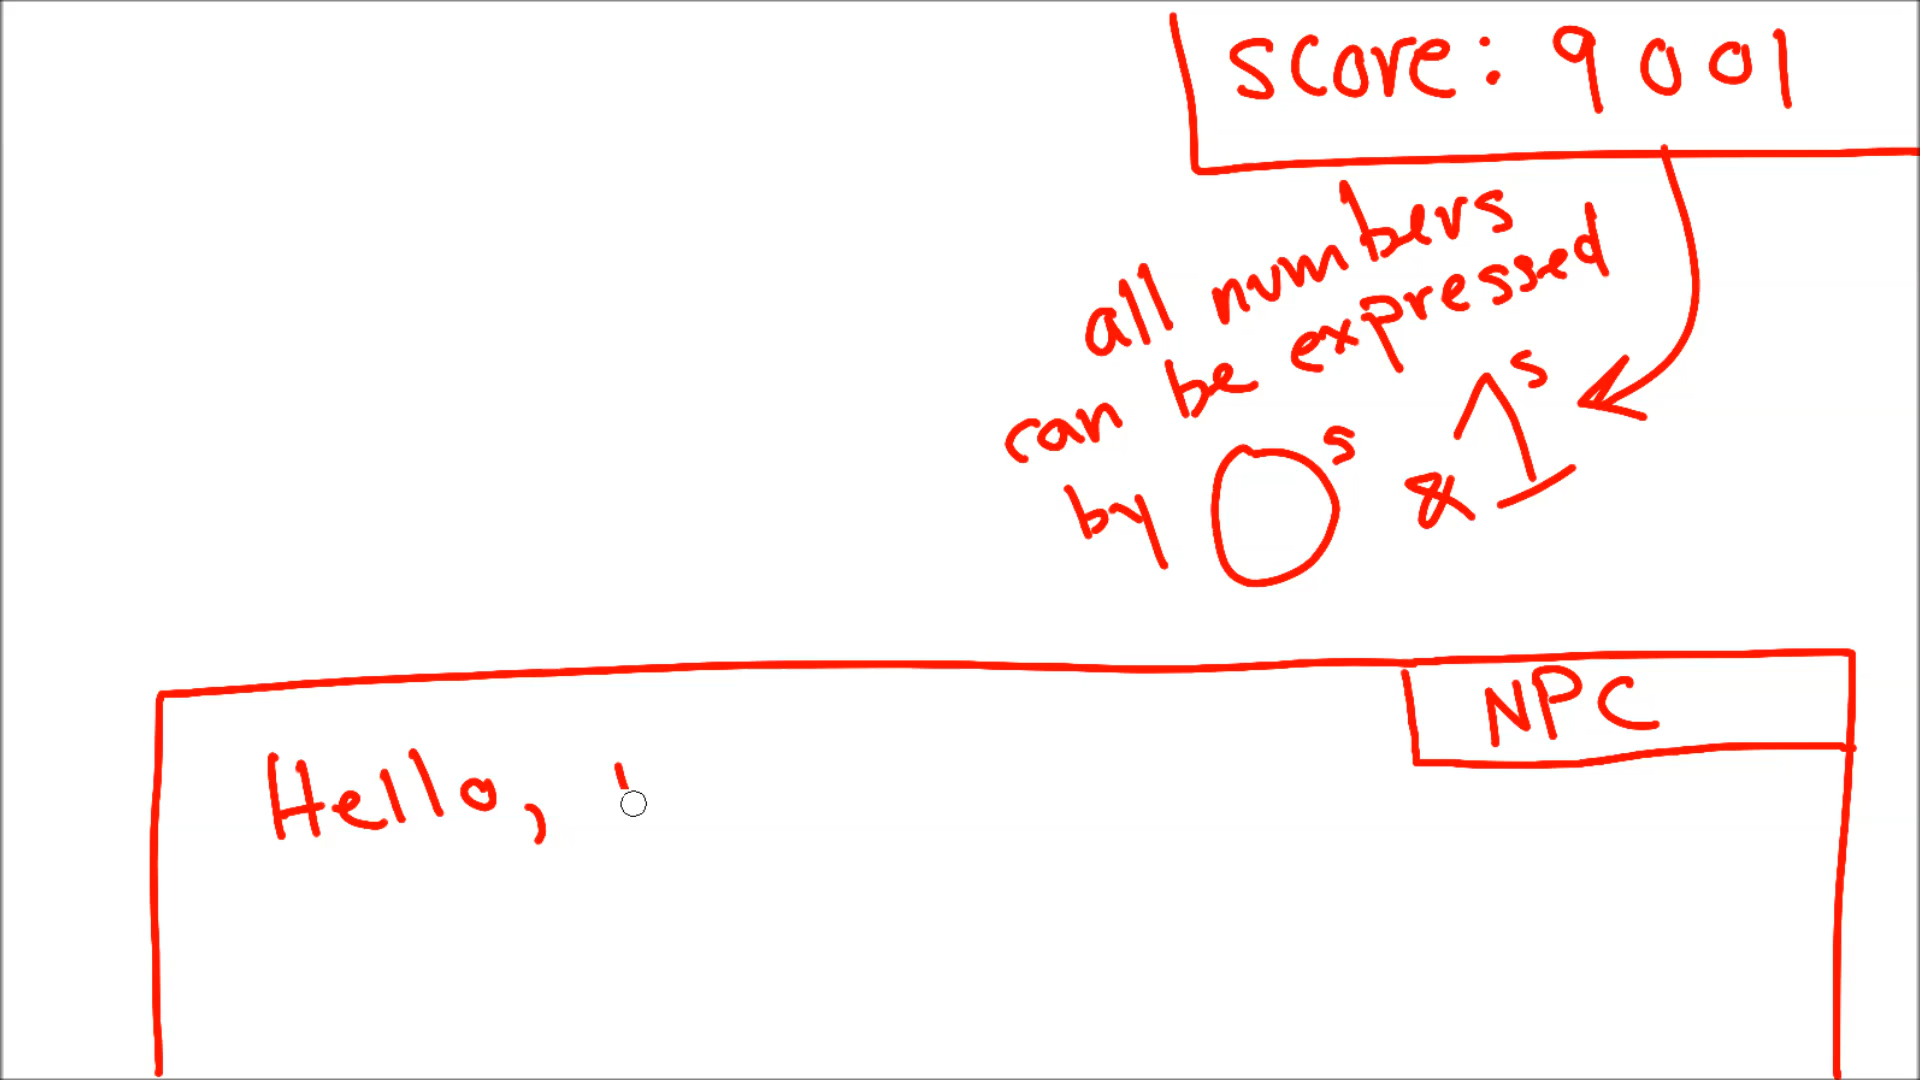 score: 9001
all numbers
can be expressed
by 0s & 1s
NPC
Hello,